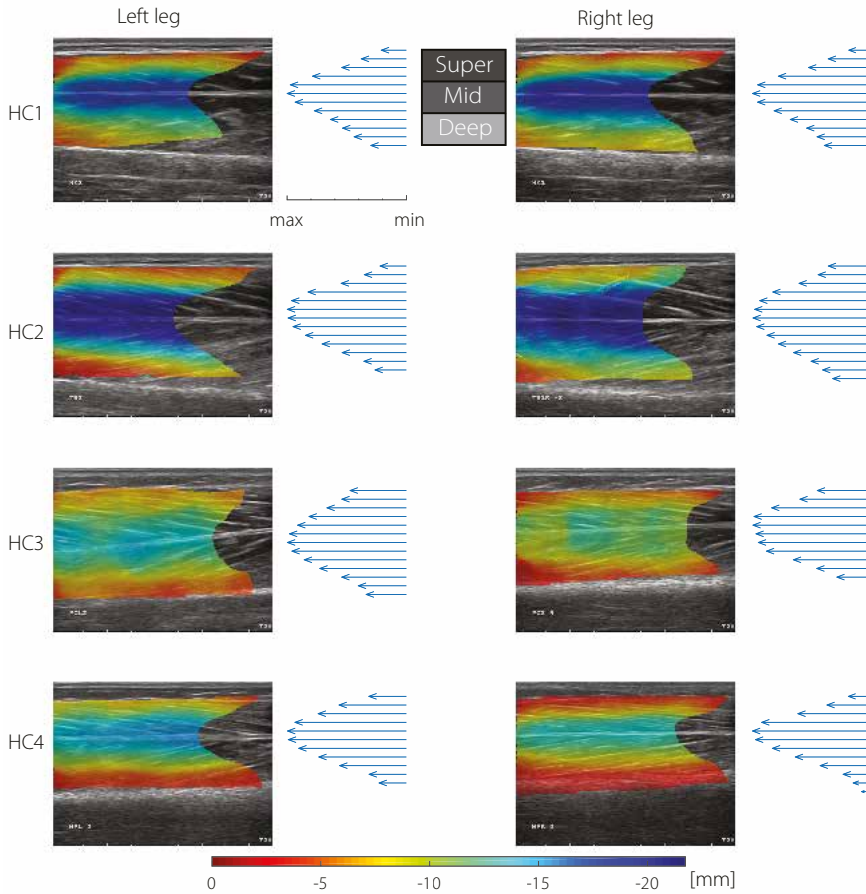 Left leg
Right leg
HC1
Super
Mid
Deep
max
min
HC2
HC3
HC4
0
-5
-10
-15
-20
[mm]